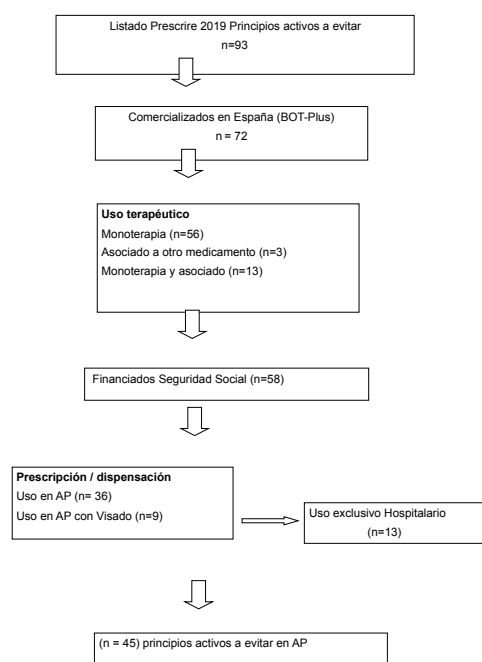 Listado Prescrire 2019 Principios activos a evitar
n=93
Comercializados en España (BOT-Plus)
n = 72
Uso terapéutico
Monoterapia (n=56)
Asociado a otro medicamento (n=3)
Monoterapia y asociado (n=13)
Financiados Seguridad Social (n=58)
Prescripción / dispensación
Uso en AP (n= 36)
Uso en AP con Visado (n=9)
Uso exclusivo Hospitalario
(n=13)
(n = 45) principios activos a evitar en AP